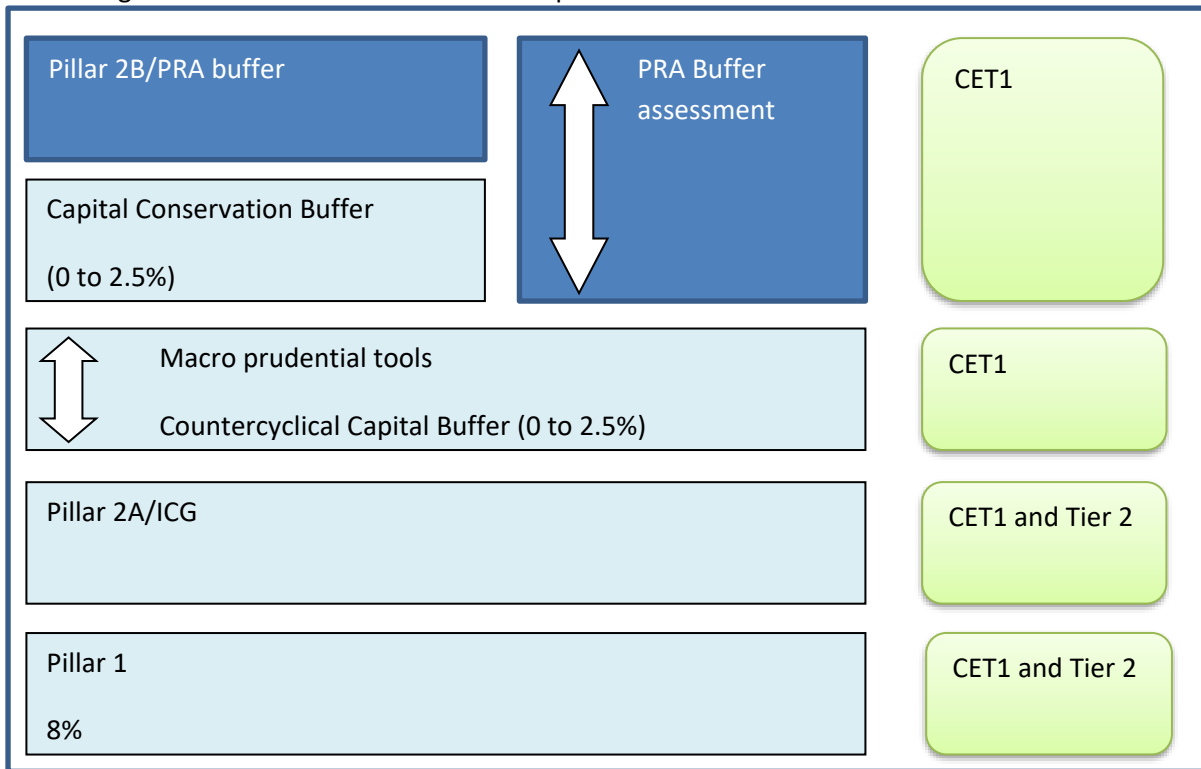 Pillar 2B/PRA buffer
PRA Buffer
assessment
CET1
Capital Conservation Buffer
(0 to 2.5%)
Macro prudential tools
Countercyclical Capital Buffer (0 to 2.5%)
CET1
Pillar 2A/ICG
CET1 and Tier 2
Pillar 1
8%
CET1 and Tier 2